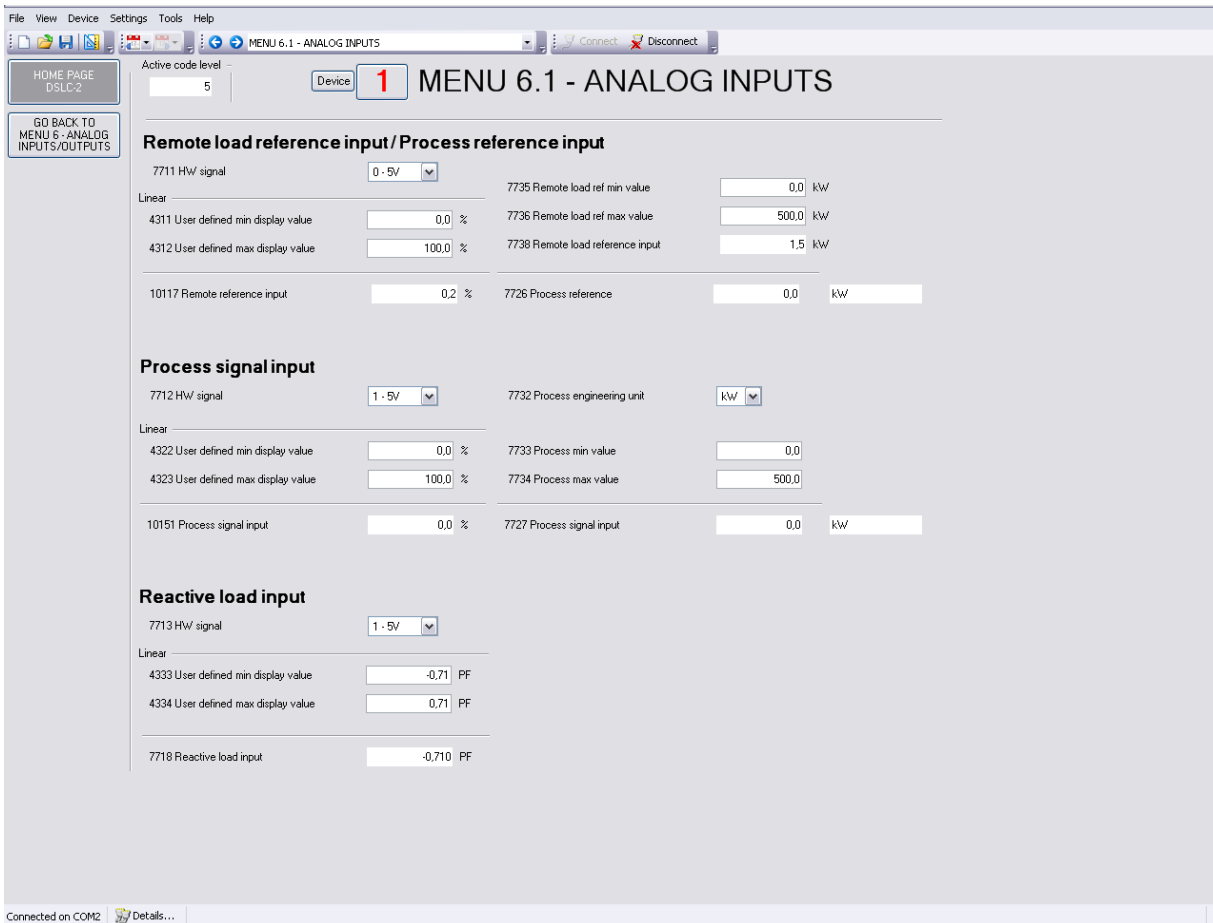 File View Device Settings Tools Help
MENU 6.1 - ANALOG INPUTS
Connect Disconnect
HOME PAGE
DSLC-2
GO BACK TO
MENU 6 - ANALOG
INPUTS/OUTPUTS
Active code level
5
Device 1 MENU 6.1 - ANALOG INPUTS
Remote load reference input / Process reference input
7711 HW signal 0 - 5V
Linear
4311 User defined min display value 0,0 %
4312 User defined max display value 100,0 %
7735 Remote load ref min value 0,0 kW
7736 Remote load ref max value 500,0 kW
7738 Remote load reference input 1,5 kW
10117 Remote reference input 0,2 % 7726 Process reference 0,0 kW
Process signal input
7712 HW signal 1 - 5V 7732 Process engineering unit kW
Linear
4322 User defined min display value 0,0 % 7733 Process min value 0,0
4323 User defined max display value 100,0 % 7734 Process max value 500,0
10151 Process signal input 0,0 % 7727 Process signal input 0,0 kW
Reactive load input
7713 HW signal 1 - 5V
Linear
4333 User defined min display value -0,71 PF
4334 User defined max display value 0,71 PF
7718 Reactive load input -0,710 PF
Connected on COM2 Details...